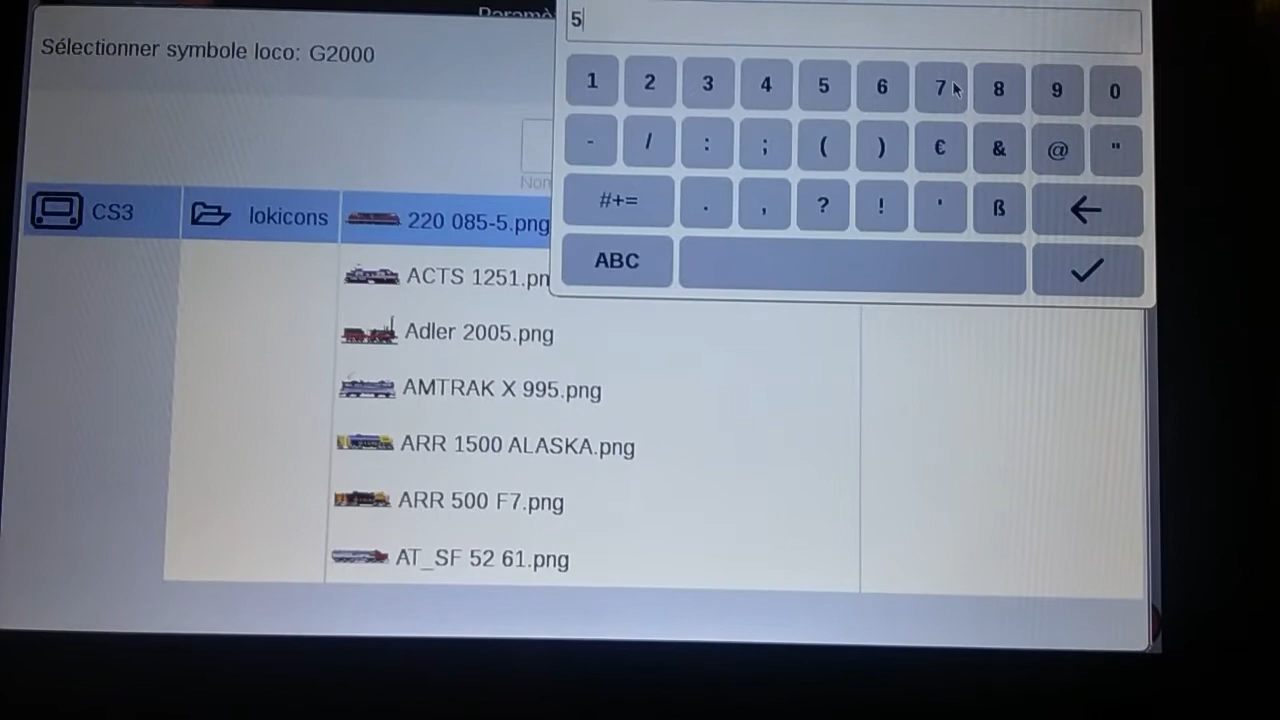 Sélectionner symbole loco: G2000
5
1 2 3 4 5 6 7 8 9 0
- / : ; ( ) € & @ "
#+= . , ? ! ' ß ←
ABC ✓
CS3
lokicons
220 085-5.png
ACTS 1251.pn
Adler 2005.png
AMTRAK X 995.png
ARR 1500 ALASKA.png
ARR 500 F7.png
AT_SF 52 61.png